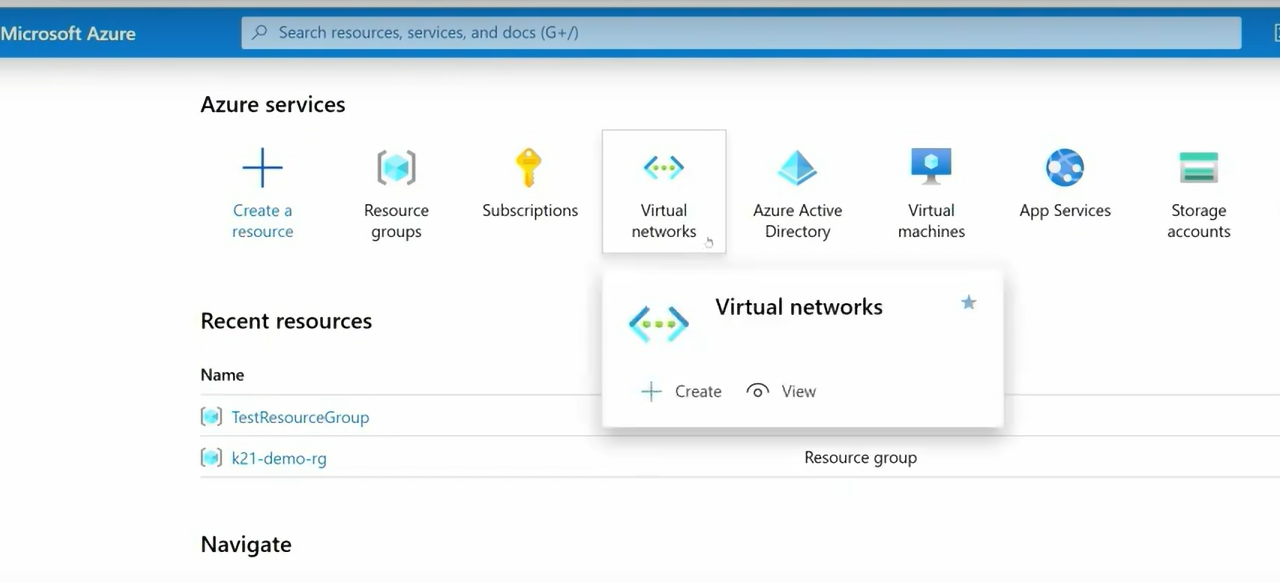 Microsoft Azure
Search resources, services, and docs (G+/)
Azure services
Create a
resource
Resource
groups
Subscriptions
Virtual
networks
Azure Active
Directory
Virtual
machines
App Services
Storage
accounts
Virtual networks
Create
View
Recent resources
Name
TestResourceGroup
k21-demo-rg
Resource group
Navigate